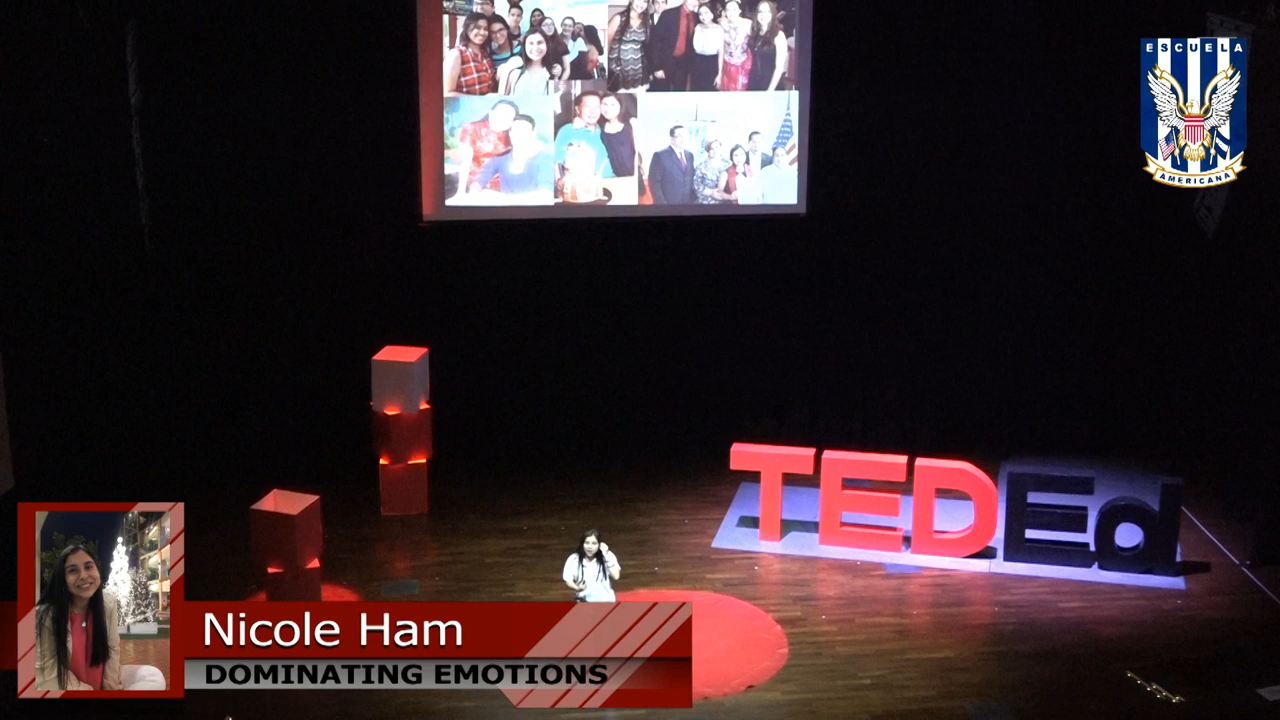 ESCUELA
AMERICANA
TEDEd
Nicole Ham
DOMINATING EMOTIONS